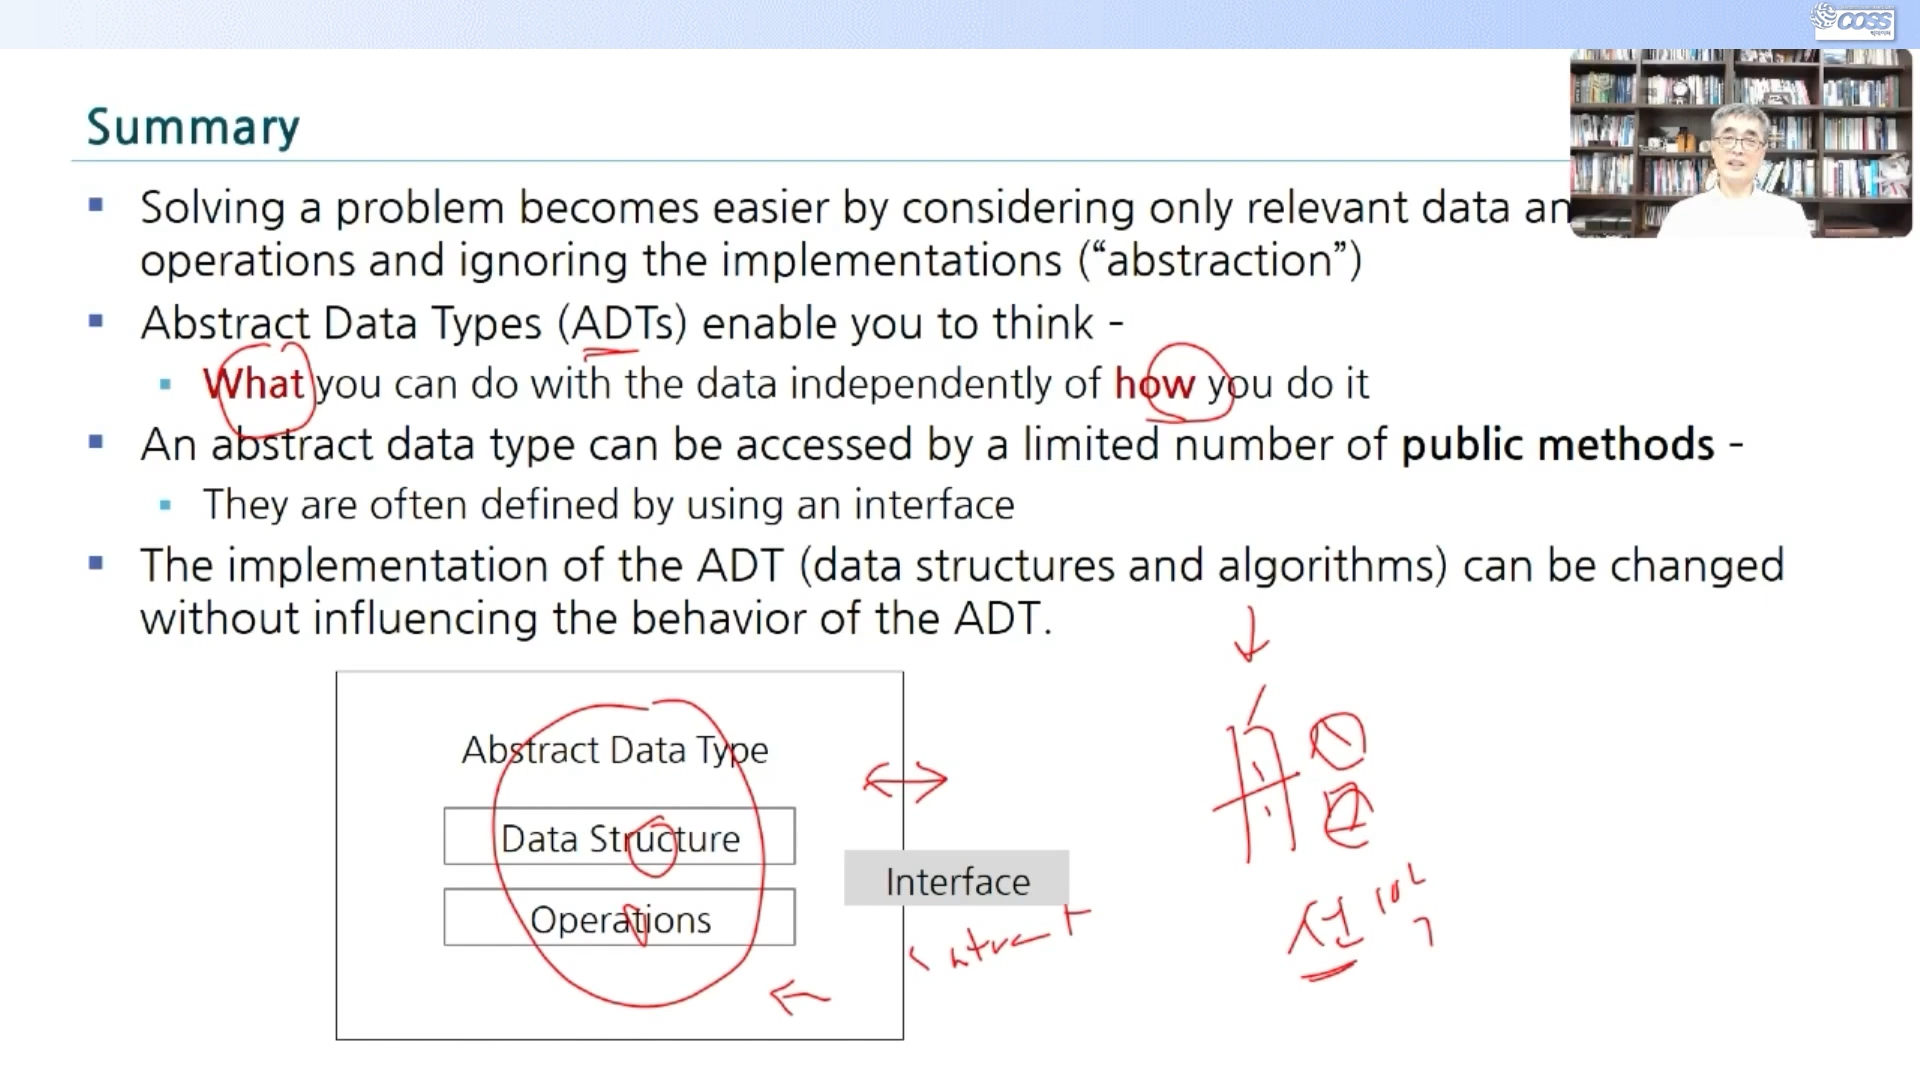 COSS
Summary
▪ Solving a problem becomes easier by considering only relevant data an
operations and ignoring the implementations (“abstraction”)
▪ Abstract Data Types (ADTs) enable you to think -
▪ What you can do with the data independently of how you do it
▪ An abstract data type can be accessed by a limited number of public methods -
▪ They are often defined by using an interface
▪ The implementation of the ADT (data structures and algorithms) can be changed
without influencing the behavior of the ADT.
Abstract Data Type
Data Structure
Interface
Operations